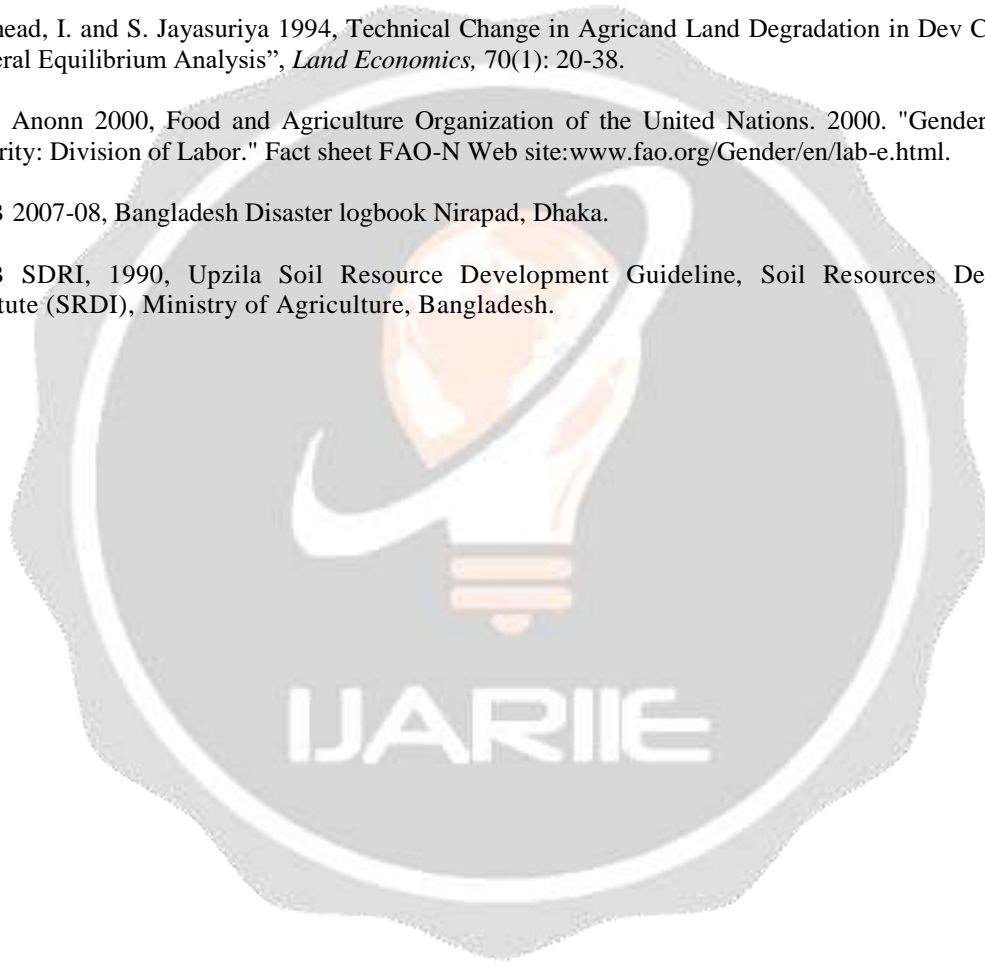 ead, I. and S. Jayasuriya 1994, Technical Change in Agricand Land Degradation in Dev C
eral Equilibrium Analysis”, Land Economics, 70(1): 20-38.
Anonn 2000, Food and Agriculture Organization of the United Nations. 2000. "Gender
rity: Division of Labor." Fact sheet FAO-N Web site:www.fao.org/Gender/en/lab-e.html.
2007-08, Bangladesh Disaster logbook Nirapad, Dhaka.
SDRI, 1990, Upzila Soil Resource Development Guideline, Soil Resources De
tute (SRDI), Ministry of Agriculture, Bangladesh.
IJARIIE